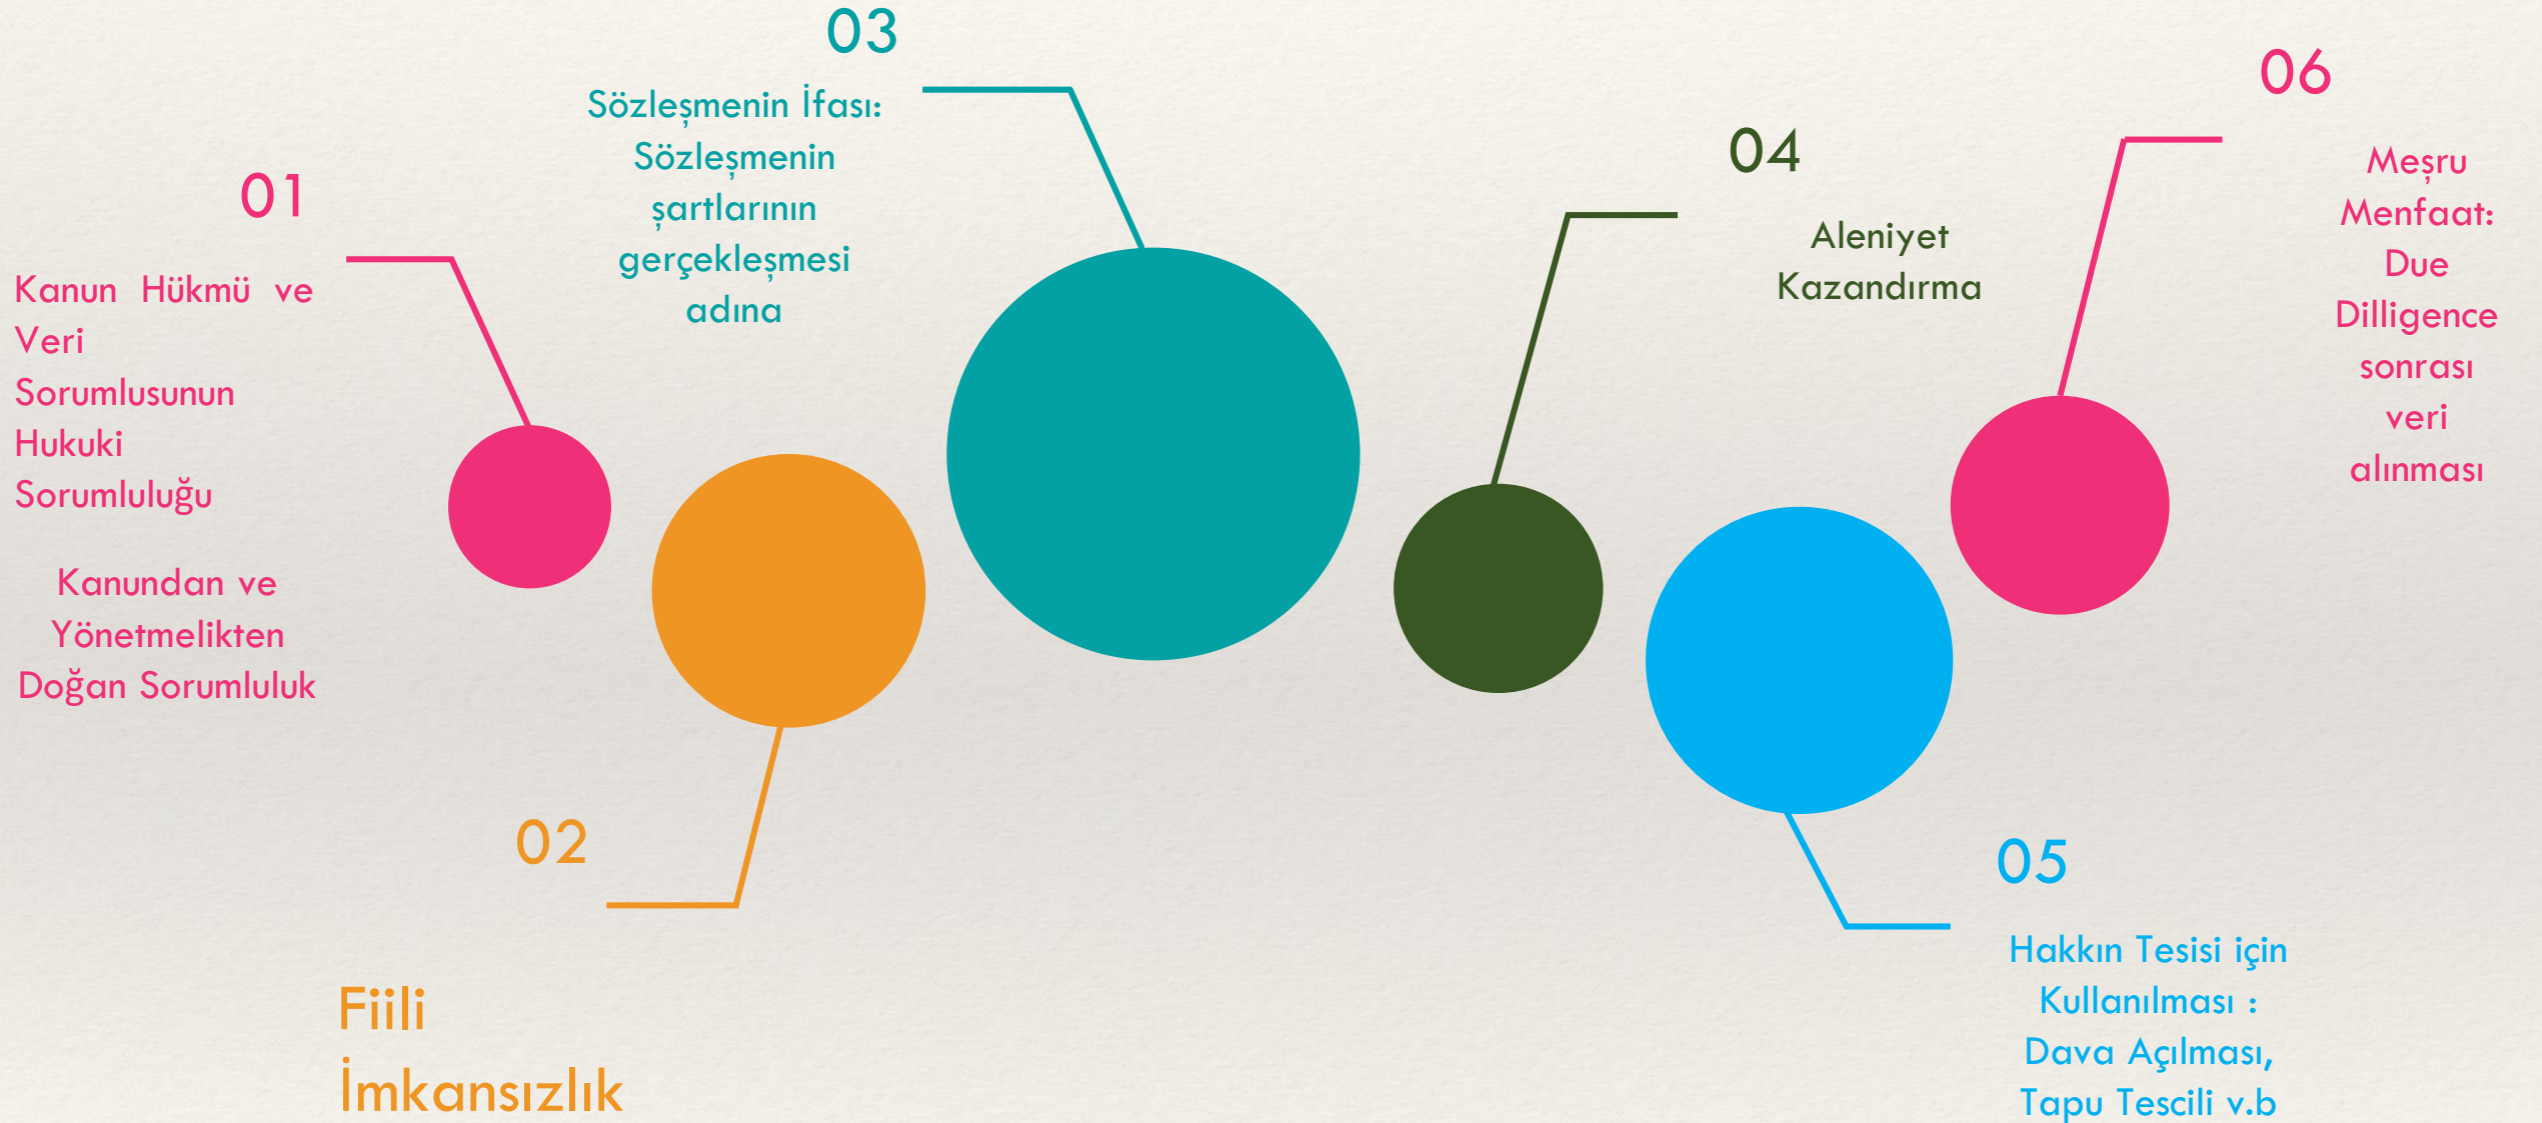 01
Kanun Hükmü ve
Veri
Sorumlusunun
Hukuki
Sorumluluğu
Kanundan ve
Yönetmelikten
Doğan Sorumluluk
02
Fiili
İmkansızlık
03
Sözleşmenin İfası:
Sözleşmenin
şartlarının
gerçekleşmesi
adına
04
Aleniyet
Kazandırma
05
Hakkın Tesisi için
Kullanılması :
Dava Açılması,
Tapu Tescili v.b
06
Meşru
Menfaat:
Due
Dilligence
sonrası
veri
alınması